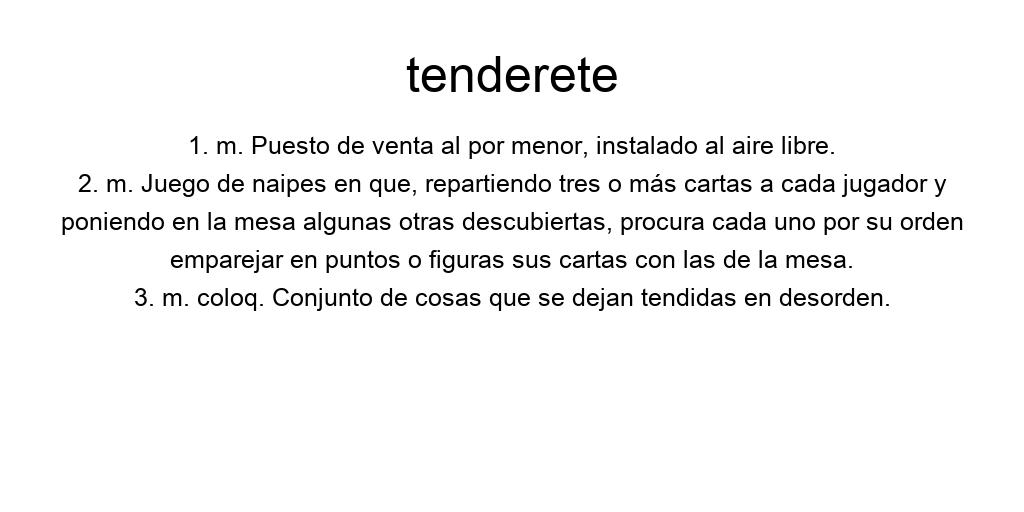 tenderete
1. m. Puesto de venta al por menor, instalado al aire libre.
2. m. Juego de naipes en que, repartiendo tres o más cartas a cada jugador y
poniendo en la mesa algunas otras descubiertas, procura cada uno por su orden
emparejar en puntos o figuras sus cartas con las de la mesa.
3. m. coloq. Conjunto de cosas que se dejan tendidas en desorden.